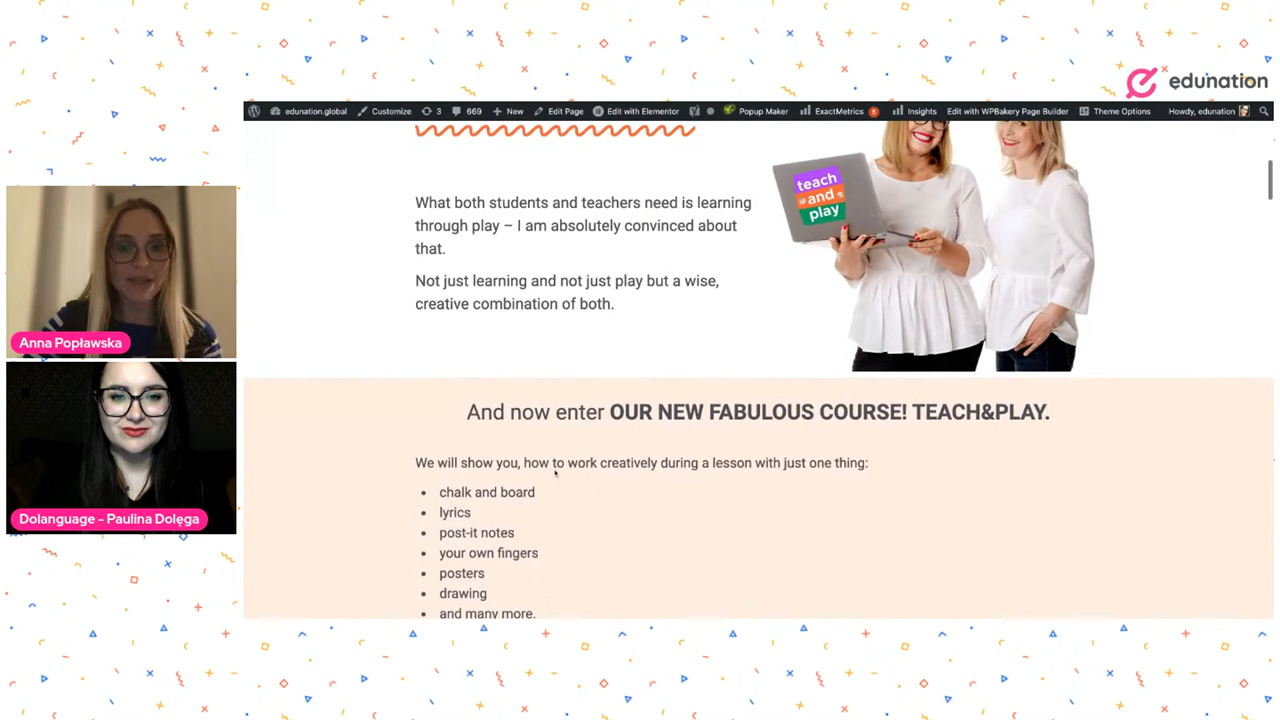 edunation
edunation.global Customize 3 669 New Edit Page Edit with Elementor Popup Maker ExactMetrics 5 Insights Edit with WPBakery Page Builder Theme Options Howdy, edunation
teach
and
play
What both students and teachers need is learning
through play – I am absolutely convinced about
that.
Not just learning and not just play but a wise,
creative combination of both.
Anna Popławska
Dolanguage - Paulina Dolęga
And now enter OUR NEW FABULOUS COURSE! TEACH&PLAY.
We will show you, how to work creatively during a lesson with just one thing:
• chalk and board
• lyrics
• post-it notes
• your own fingers
• posters
• drawing
• and many more.